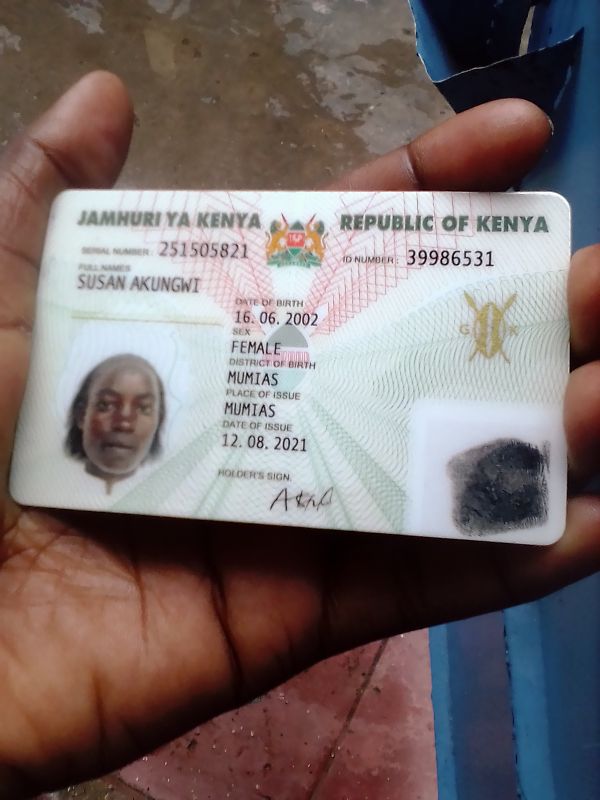 JAMHURI YA KENYA
REPUBLIC OF KENYA
SERIAL NUMBER: 251505821
ID NUMBER: 39986531
FULL NAMES
SUSAN AKUNGWI
DATE OF BIRTH
16. 06. 2002
SEX
FEMALE
DISTRICT OF BIRTH
MUMIAS
PLACE OF ISSUE
MUMIAS
DATE OF ISSUE
12. 08. 2021
HOLDER'S SIGN.
G K